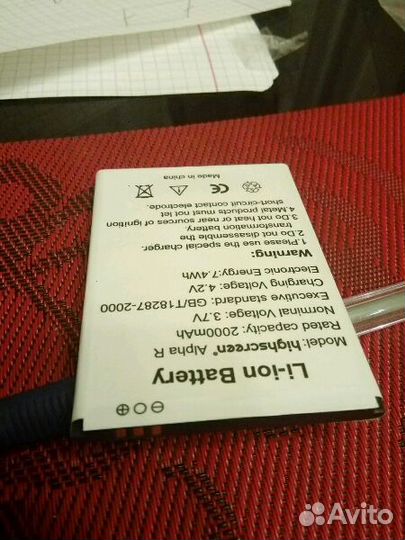 Li-ion Battery
Model: highscreen® Alpha R
Rated capacity: 2000mAh
Norminal Voltage: 3.7V
Executive standard: GB/T18287-2000
Charging Voltage: 4.2V
Electronic Energy:7.4Wh
Warning:
1.Please use the special charger.
2.Do not disassemble the
transformation battery.
3.Do not heat or near sources of ignition
4.Metal products must not let
short-circuit contact electrode.
CE
Made in china
Avito